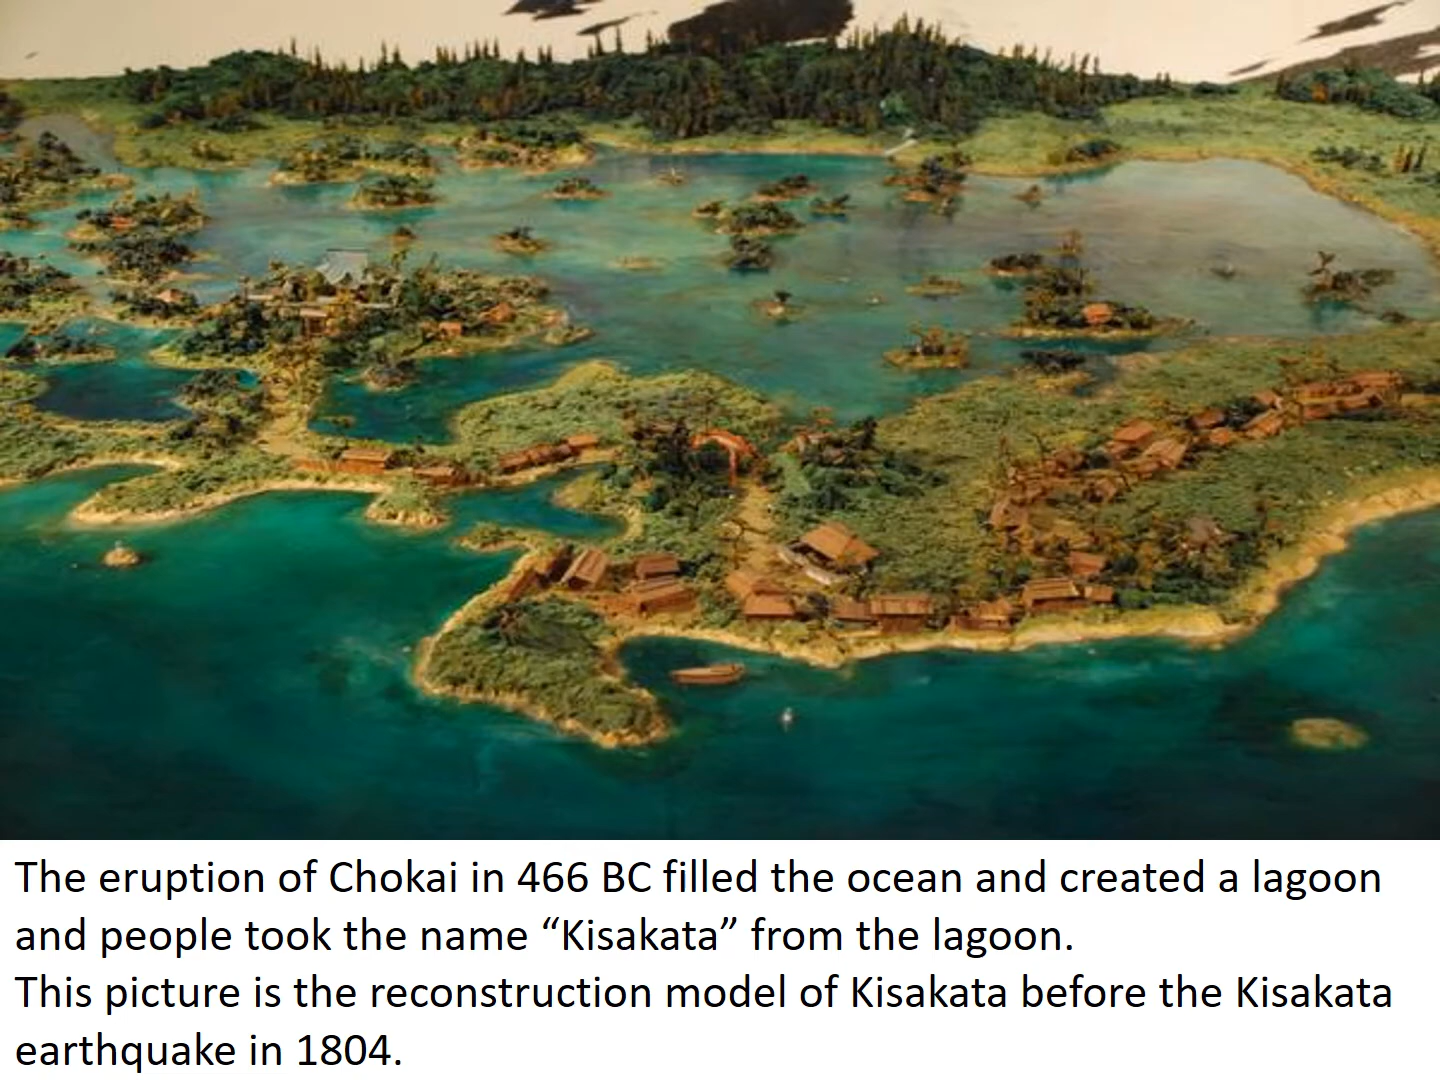 The eruption of Chokai in 466 BC filled the ocean and created a lagoon
and people took the name “Kisakata” from the lagoon.
This picture is the reconstruction model of Kisakata before the Kisakata
earthquake in 1804.